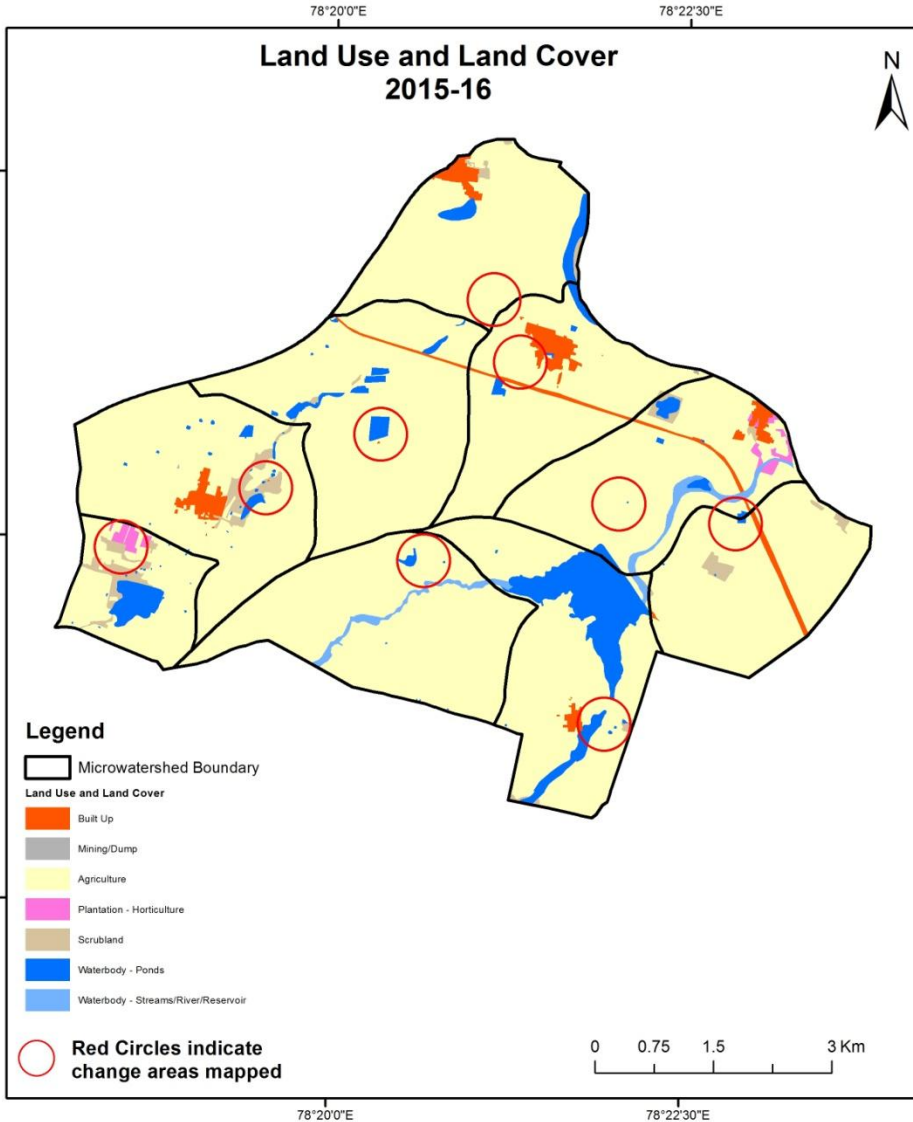 78°20'0"E
78°22'30"E
Land Use and Land Cover
2015-16
N
Legend
Microwatershed Boundary
Land Use and Land Cover
Built Up
Mining/Dump
Agriculture
Plantation - Horticulture
Scrubland
Waterbody - Ponds
Waterbody - Streams/River/Reservoir
Red Circles indicate
change areas mapped
0 0.75 1.5 3 Km
78°20'0"E
78°22'30"E